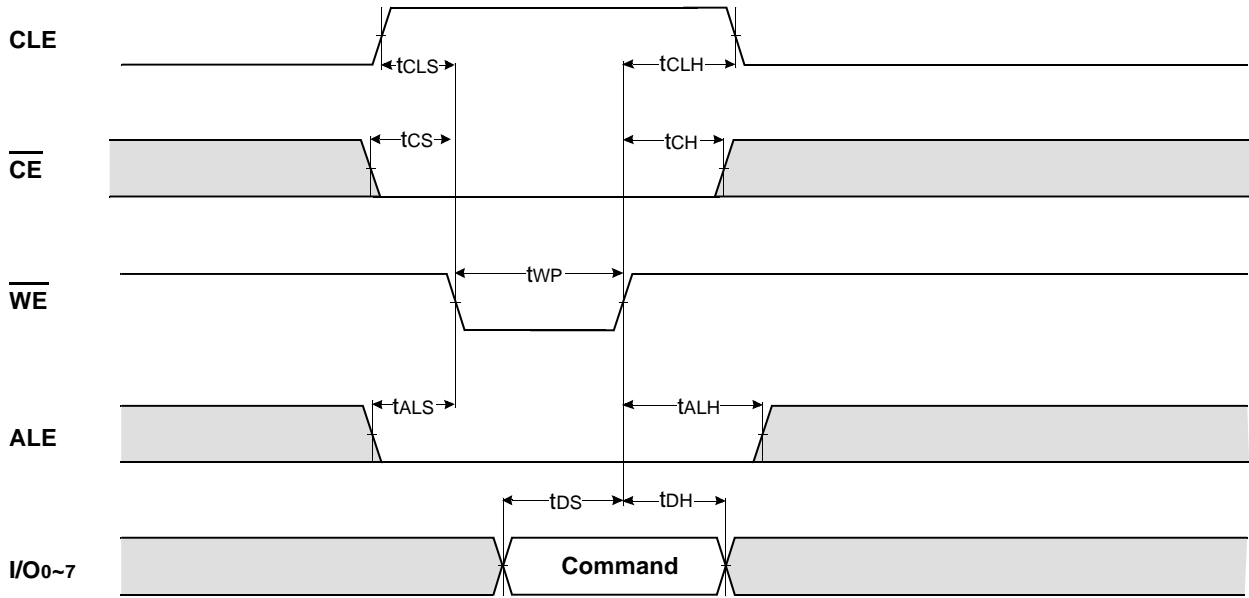 CLE
tCLS
tCLH
CE
tCS
tCH
WE
tWP
ALE
tALS
tALH
I/O0~7
tDS
tDH
Command